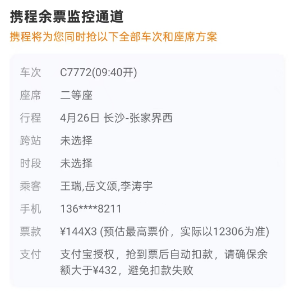 携程余票监控通道
携程将为您同时抢以下全部车次和座席方案
车次 C7772(09:40开)
座席 二等座
行程 4月26日 长沙-张家界西
跨站 未选择
时段 未选择
乘客 王瑞,岳文颂,李涛宇
手机 136****8211
票款 ¥144X3 (预估最高票价，实际以12306为准)
支付 支付宝授权，抢到票后自动扣款，请确保余
额大于¥432，避免扣款失败